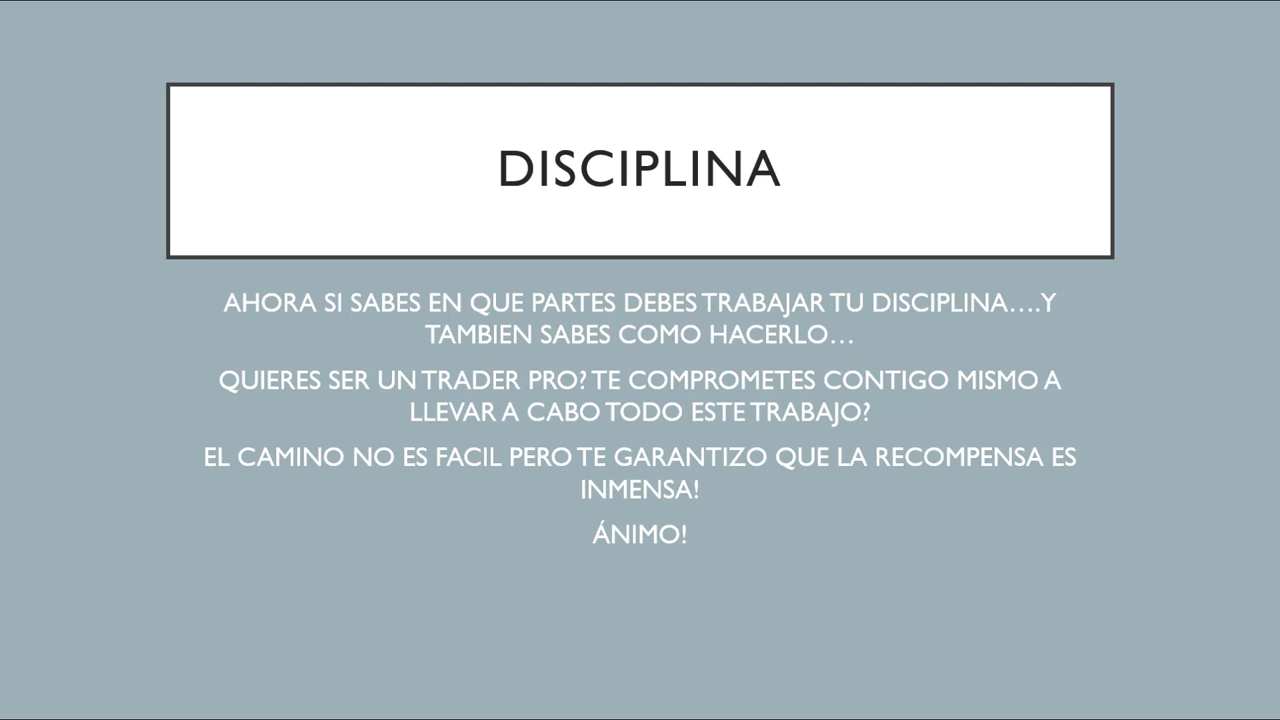 DISCIPLINA
AHORA SI SABES EN QUE PARTES DEBES TRABAJAR TU DISCIPLINA....Y
TAMBIEN SABES COMO HACERLO...
QUIERES SER UN TRADER PRO? TE COMPROMETES CONTIGO MISMO A
LLEVAR A CABO TODO ESTE TRABAJO?
EL CAMINO NO ES FACIL PERO TE GARANTIZO QUE LA RECOMPENSA ES
INMENSA!
ÁNIMO!